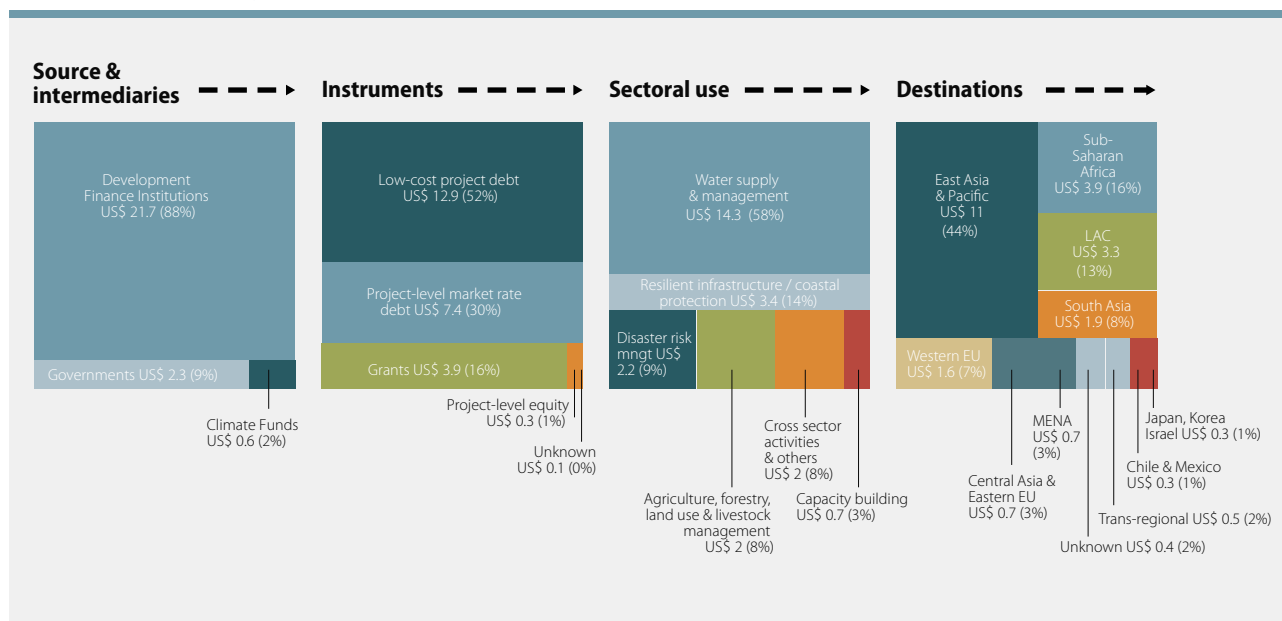 Source &
intermediaries
Instruments
Sectoral use
Destinations
Development
Finance Institutions
US$ 21.7 (88%)
Governments US$ 2.3 (9%)
Climate Funds
US$ 0.6 (2%)
Low-cost project debt
US$ 12.9 (52%)
Project-level market rate
debt US$ 7.4 (30%)
Grants US$ 3.9 (16%)
Project-level equity
US$ 0.3 (1%)
Unknown
US$ 0.1 (0%)
Water supply
& management
US$ 14.3 (58%)
Resilient infrastructure / coastal
protection US$ 3.4 (14%)
Disaster risk
mngt US$
2.2 (9%)
Cross sector
activities
& others
US$ 2 (8%)
Agriculture, forestry,
land use & livestock
management
US$ 2 (8%)
Capacity building
US$ 0.7 (3%)
East Asia
& Pacific
US$ 11
(44%)
Sub-
Saharan
Africa
US$ 3.9 (16%)
LAC
US$ 3.3
(13%)
South Asia
US$ 1.9 (8%)
Western EU
US$ 1.6 (7%)
MENA
US$ 0.7
(3%)
Japan, Korea
Israel US$ 0.3 (1%)
Chile & Mexico
US$ 0.3 (1%)
Central Asia &
Eastern EU
US$ 0.7 (3%)
Trans-regional US$ 0.5 (2%)
Unknown US$ 0.4 (2%)